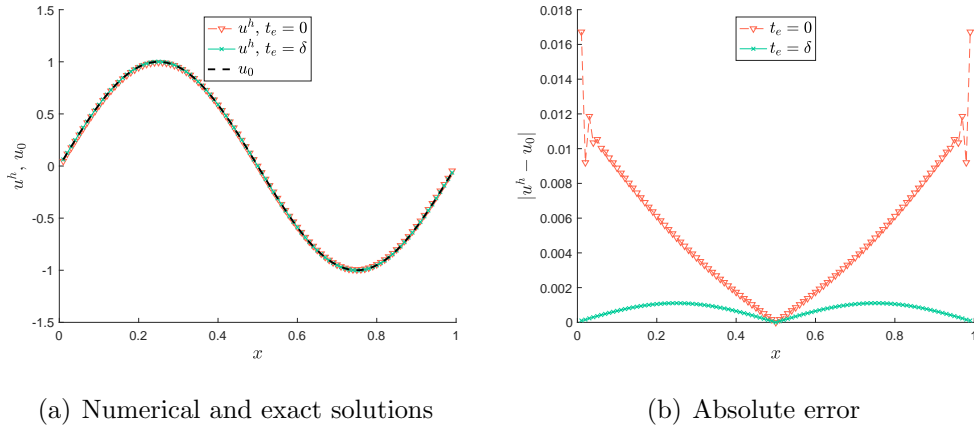 1.5
1
0.5
0
-0.5
-1
-1.5
0 0.2 0.4 0.6 0.8 1
x
u^h, u_0
u^h, t_e = 0
u^h, t_e = δ
u_0
(a) Numerical and exact solutions
0.018
0.016
0.014
0.012
0.01
0.008
0.006
0.004
0.002
0
0 0.2 0.4 0.6 0.8 1
x
|u^h − u_0|
t_e = 0
t_e = δ
(b) Absolute error